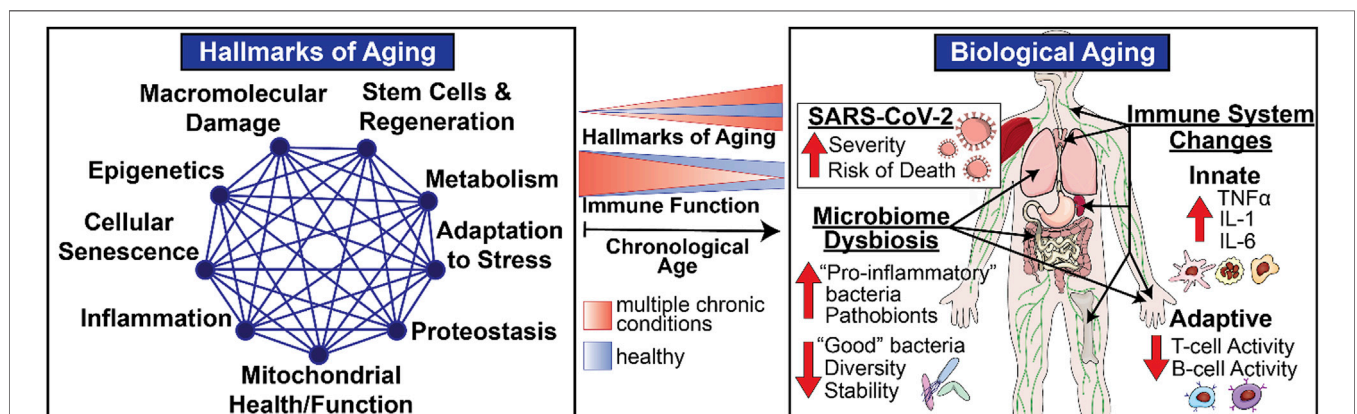 Hallmarks of Aging
Macromolecular
Damage
Stem Cells &
Regeneration
Epigenetics
Metabolism
Cellular
Senescence
Adaptation
to Stress
Inflammation
Proteostasis
Mitochondrial
Health/Function
Hallmarks of Aging
Immune Function
Chronological
Age
multiple chronic
conditions
healthy
Biological Aging
SARS-CoV-2
Severity
Risk of Death
Microbiome
Dysbiosis
"Pro-inflammatory"
bacteria
Pathobionts
"Good" bacteria
Diversity
Stability
Immune System
Changes
Innate
TNFα
IL-1
IL-6
Adaptive
T-cell Activity
B-cell Activity